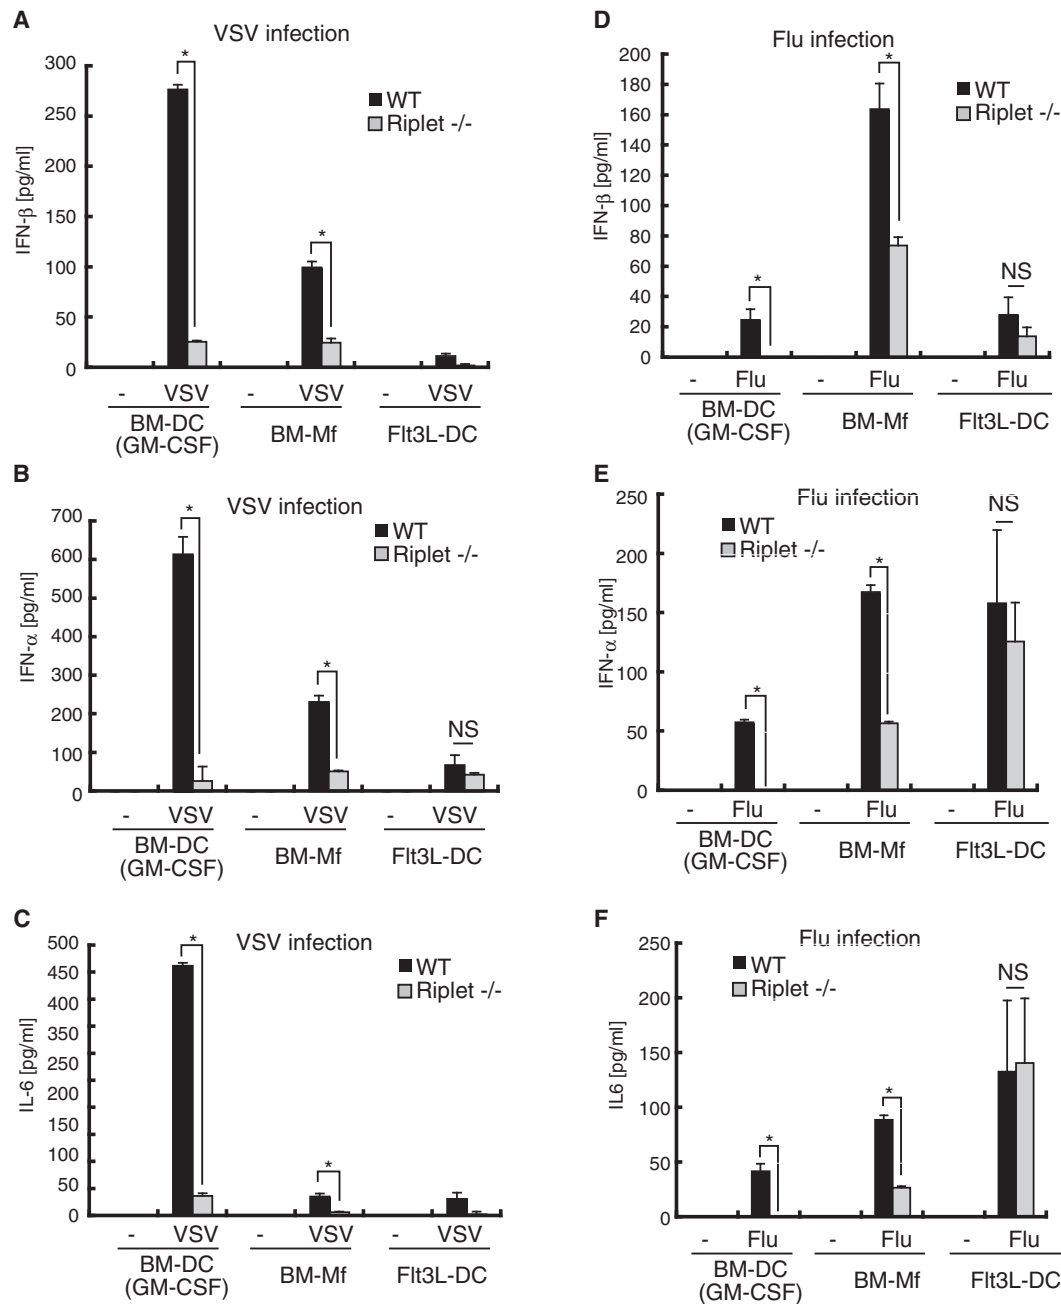 A
VSV infection
*
*
WT
Riplet -/-
IFN-β [pg/ml]
300
250
200
150
100
50
0
- VSV - VSV - VSV
BM-DC
(GM-CSF)
BM-Mf
Flt3L-DC
D
Flu infection
*
*
NS
WT
Riplet -/-
IFN-β [pg/ml]
200
180
160
140
120
100
80
60
40
20
0
- Flu - Flu - Flu
BM-DC
(GM-CSF)
BM-Mf
Flt3L-DC
B
VSV infection
*
*
NS
WT
Riplet -/-
IFN-α [pg/ml]
700
600
500
400
300
200
100
0
- VSV - VSV - VSV
BM-DC
(GM-CSF)
BM-Mf
Flt3L-DC
E
Flu infection
*
*
NS
WT
Riplet -/-
IFN-α [pg/ml]
250
200
150
100
50
0
- Flu - Flu - Flu
BM-DC
(GM-CSF)
BM-Mf
Flt3L-DC
C
VSV infection
*
*
WT
Riplet -/-
IL-6 [pg/ml]
500
450
400
350
300
250
200
150
100
50
0
- VSV - VSV - VSV
BM-DC
(GM-CSF)
BM-Mf
Flt3L-DC
F
Flu infection
*
*
NS
WT
Riplet -/-
IL6 [pg/ml]
250
200
150
100
50
0
- Flu - Flu - Flu
BM-DC
(GM-CSF)
BM-Mf
Flt3L-DC